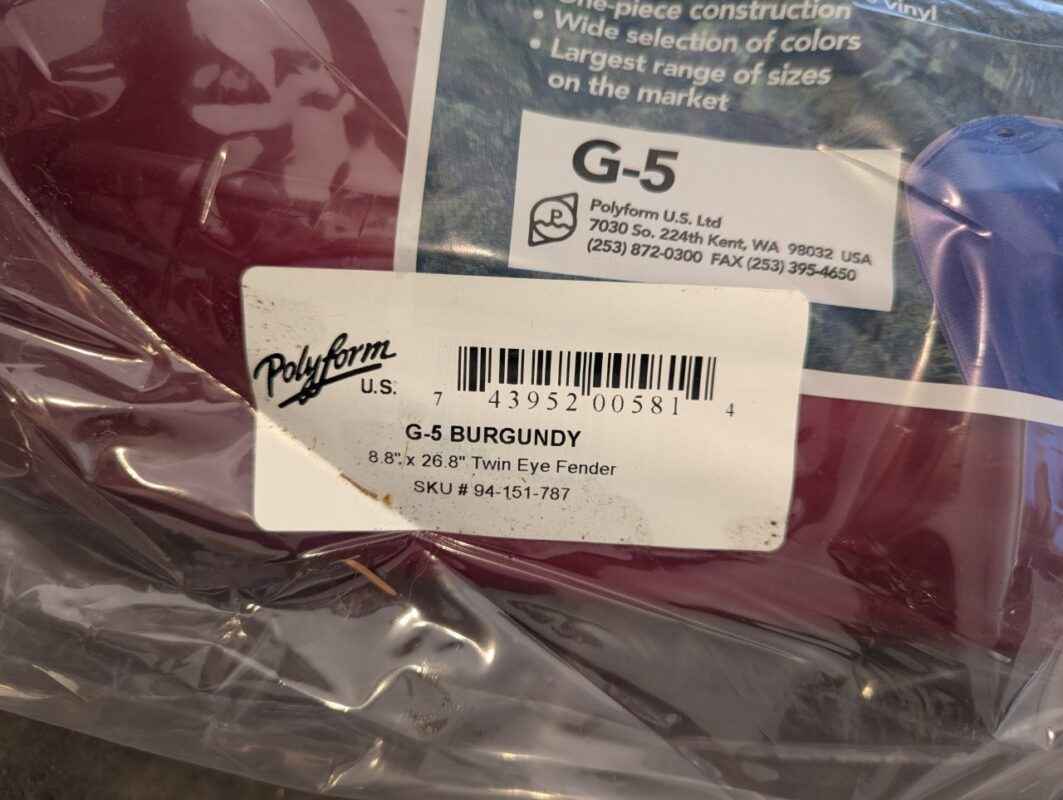 construction
vinyl
• Wide selection of colors
• Largest range of sizes
on the market
G-5
P
Polyform U.S. Ltd
7030 So. 224th Kent, WA 98032 USA
(253) 872-0300 FAX (253) 395-4650
Polyform
U.S.
7 43952 00581 4
G-5 BURGUNDY
8.8" x 26.8" Twin Eye Fender
SKU # 94-151-787